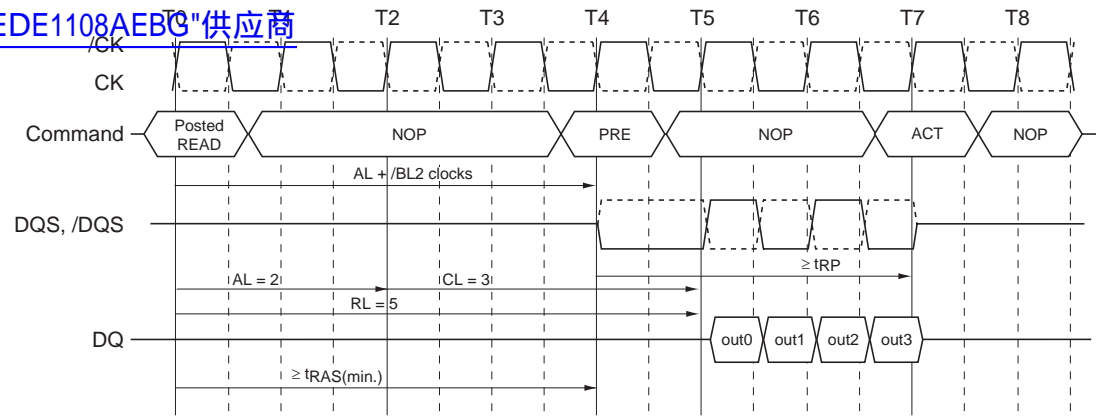 EDE1108AEBG"供应商
T0 T1 T2 T3 T4 T5 T6 T7 T8
/CK
CK
Command
Posted
READ
NOP
PRE
NOP
ACT
NOP
AL + /BL2 clocks
DQS, /DQS
≥ tRP
AL = 2
CL = 3
RL = 5
DQ
out0 out1 out2 out3
≥ tRAS(min.)